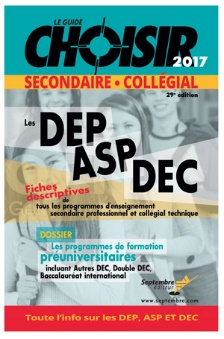 LE GUIDE
CHOISIR
2017
SECONDAIRE • COLLÉGIAL
29e édition
Les
DEP
ASP
DEC
Fiches
descriptives
de
tous les programmes d'enseignement
secondaire professionnel et collégial technique
DOSSIER
Les programmes de formation
préuniversitaires
incluant Autres DEC, Double DEC,
Baccalauréat international
Septembre
éditeur
www.septembre.com
Toute l'info sur les DEP, ASP ET DEC